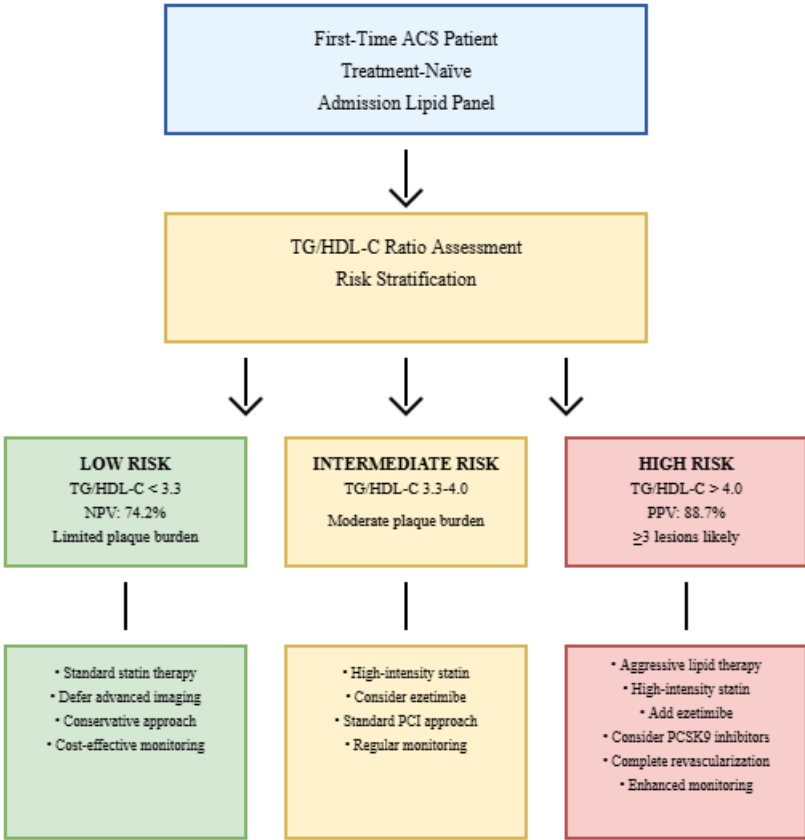 First-Time ACS Patient
Treatment-Naïve
Admission Lipid Panel
TG/HDL-C Ratio Assessment
Risk Stratification
LOW RISK
TG/HDL-C < 3.3
NPV: 74.2%
Limited plaque burden
INTERMEDIATE RISK
TG/HDL-C 3.3-4.0
Moderate plaque burden
HIGH RISK
TG/HDL-C > 4.0
PPV: 88.7%
≥3 lesions likely
• Standard statin therapy
• Defer advanced imaging
• Conservative approach
• Cost-effective monitoring
• High-intensity statin
• Consider ezetimibe
• Standard PCI approach
• Regular monitoring
• Aggressive lipid therapy
• High-intensity statin
• Add ezetimibe
• Consider PCSK9 inhibitors
• Complete revascularization
• Enhanced monitoring